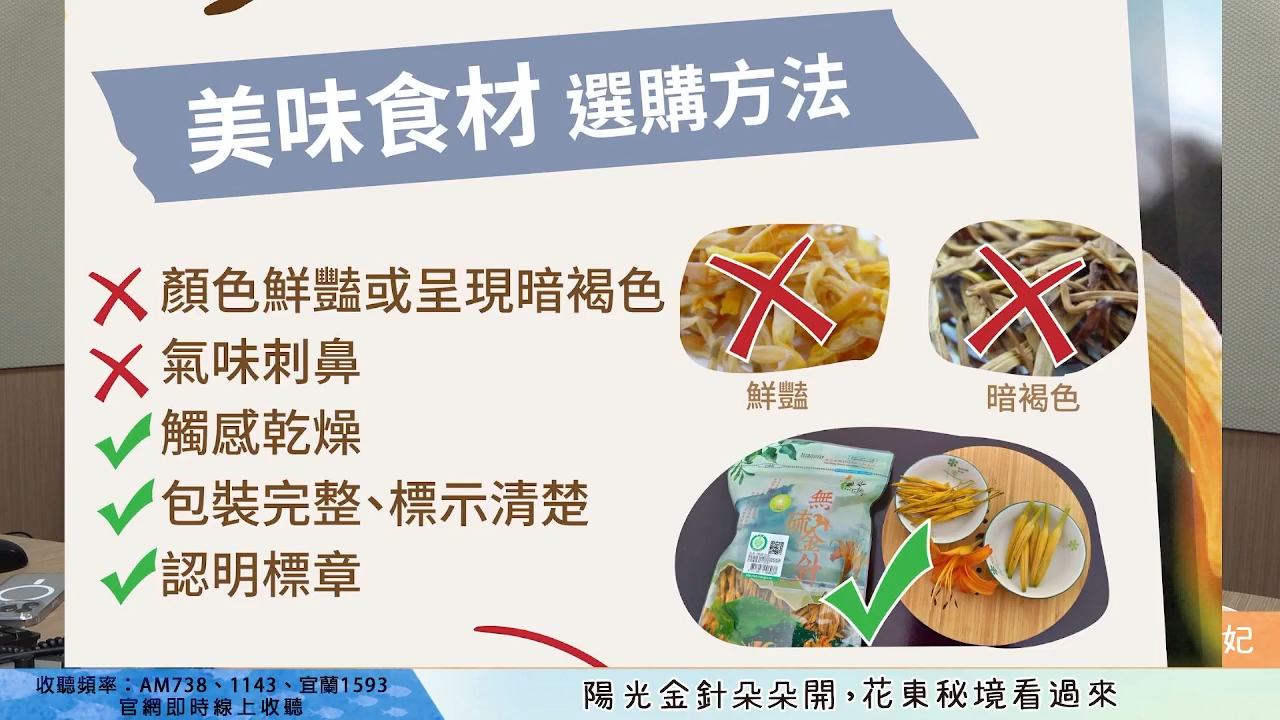 美味食材 選購方法
顏色鮮豔或呈現暗褐色
氣味刺鼻
觸感乾燥
包裝完整、標示清楚
認明標章
鮮豔
暗褐色
無
硫
金
針
妃
收聽頻率：AM738、1143、宜蘭1593
官網即時線上收聽
陽光金針朵朵開，花東秘境看過來